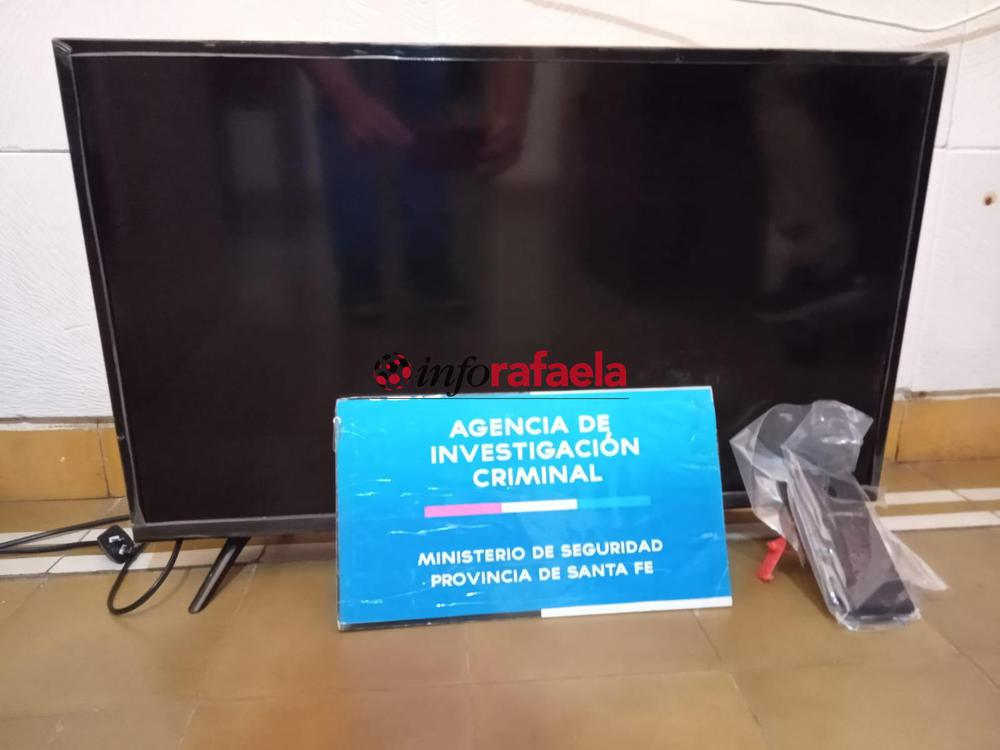 inforafaela
AGENCIA DE
INVESTIGACIÓN
CRIMINAL
MINISTERIO DE SEGURIDAD
PROVINCIA DE SANTA FE